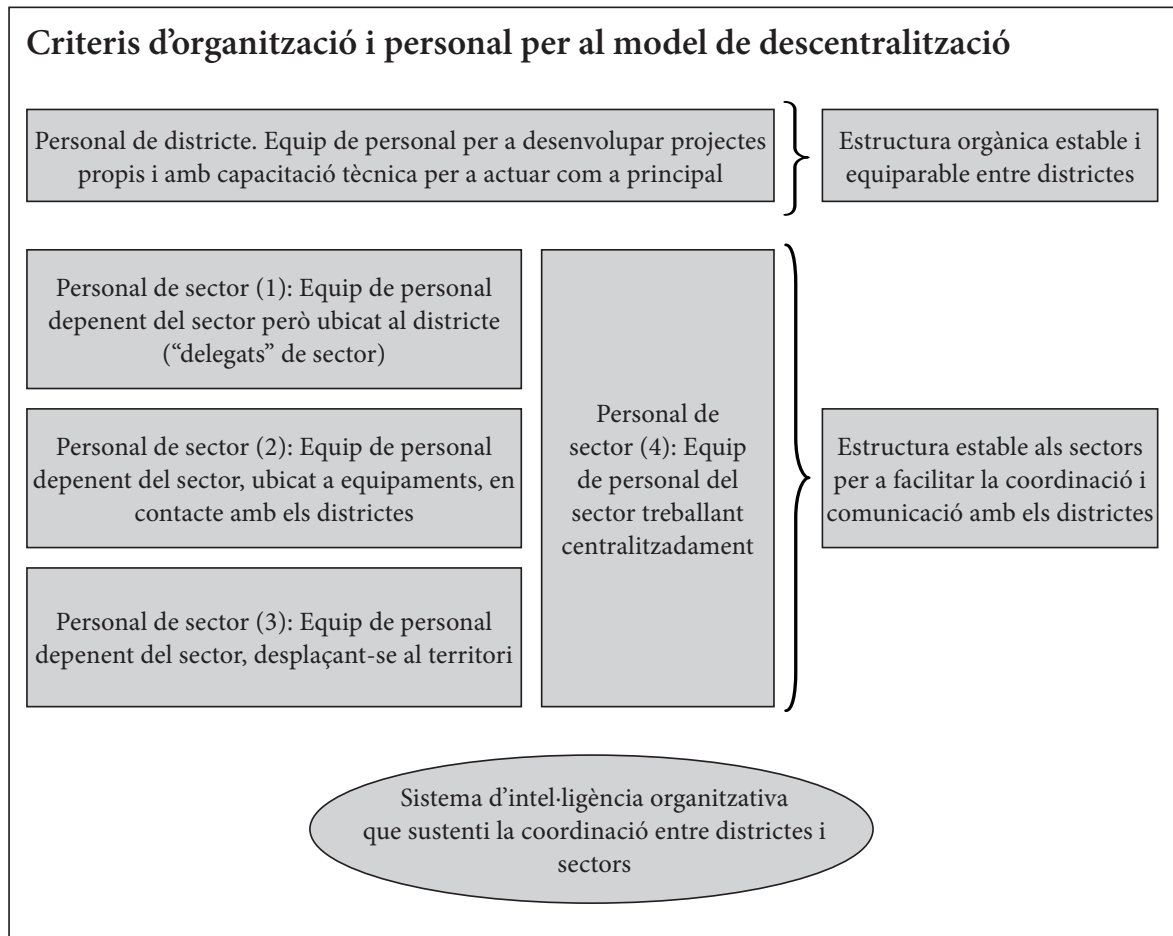 Criteris d’organització i personal per al model de descentralització
Personal de districte. Equip de personal per a desenvolupar projectes
propis i amb capacitació tècnica per a actuar com a principal
Estructura orgànica estable i
equiparable entre districtes
Personal de sector (1): Equip de personal
depenent del sector però ubicat al districte
(“delegats” de sector)
Personal de sector (2): Equip de personal
depenent del sector, ubicat a equipaments, en
contacte amb els districtes
Personal de sector (3): Equip de personal
depenent del sector, desplaçant-se al territori
Personal de
sector (4): Equip
de personal del
sector treballant
centralitzadament
Estructura estable als sectors
per a facilitar la coordinació i
comunicació amb els districtes
Sistema d’intel·ligència organitzativa
que sustenti la coordinació entre districtes i
sectors